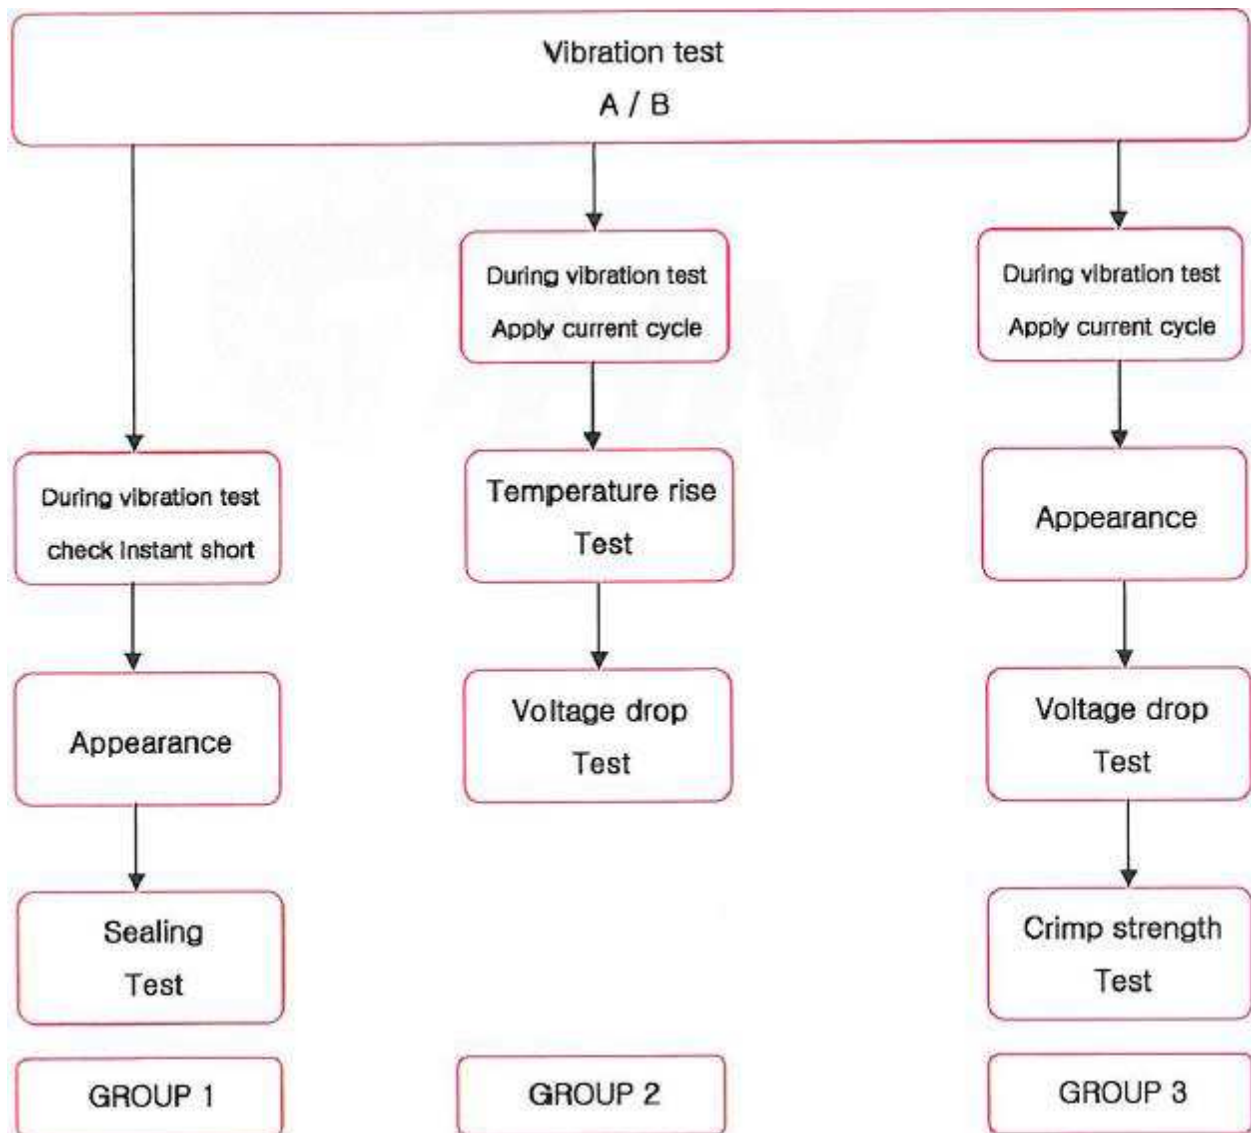 Vibration test
A / B
During vibration test
check instant short
Appearance
Sealing
Test
GROUP 1
During vibration test
Apply current cycle
Temperature rise
Test
Voltage drop
Test
GROUP 2
During vibration test
Apply current cycle
Appearance
Voltage drop
Test
Crimp strength
Test
GROUP 3